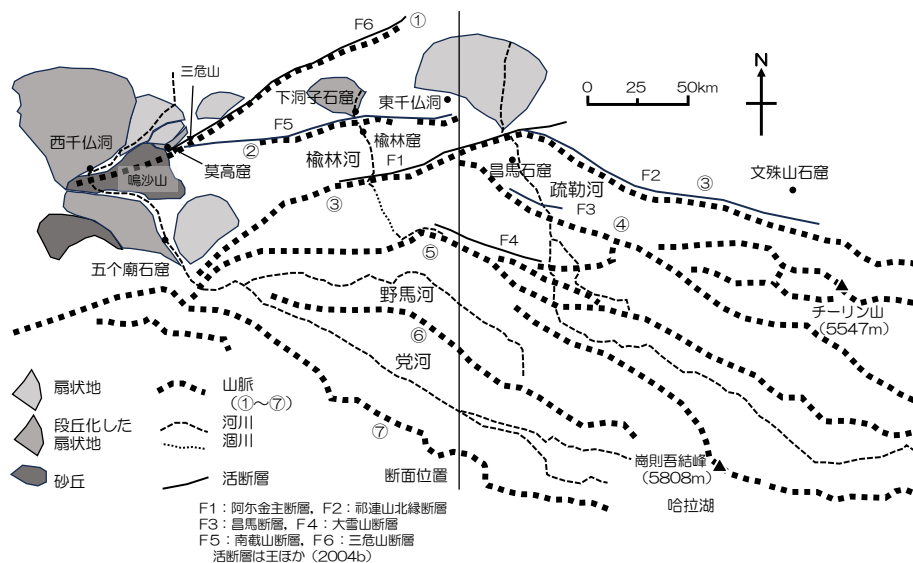 F6
①
三危山
F5
②
下洞子石窟
東千仏洞
0 25 50km
N
西千仏洞
莫高窟
鳴沙山
楡林窟
楡林河
F1
③
昌馬石窟
疏勒河
F2
③
文殊山石窟
F3
④
F4
⑤
五个廟石窟
野馬河
⑥
党河
⑦
チーリン山
(5547m)
崗則吾結峰
(5808m)
哈拉湖
断面位置
扇状地
段丘化した
扇状地
砂丘
山脈
(①~⑦)
河川
涸川
活断層
F1:阿尓金主断層,F2:祁連山北縁断層
F3:昌馬断層,F4:大雪山断層
F5:南截山断層,F6:三危山断層
活断層は王ほか(2004b)